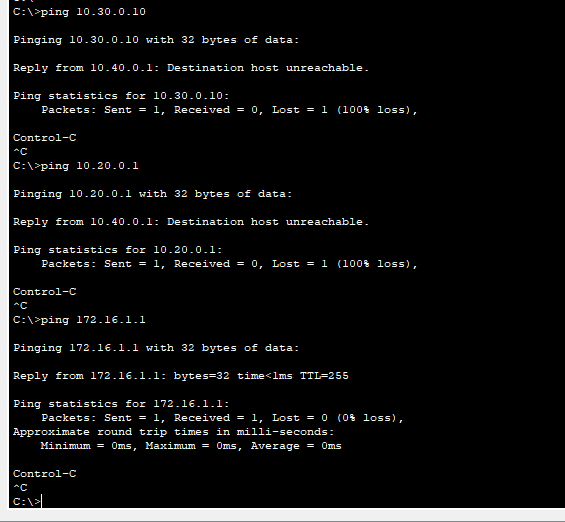 C:\>ping 10.30.0.10
Pinging 10.30.0.10 with 32 bytes of data:
Reply from 10.40.0.1: Destination host unreachable.
Ping statistics for 10.30.0.10:
    Packets: Sent = 1, Received = 0, Lost = 1 (100% loss),
Control-C
^C
C:\>ping 10.20.0.1
Pinging 10.20.0.1 with 32 bytes of data:
Reply from 10.40.0.1: Destination host unreachable.
Ping statistics for 10.20.0.1:
    Packets: Sent = 1, Received = 0, Lost = 1 (100% loss),
Control-C
^C
C:\>ping 172.16.1.1
Pinging 172.16.1.1 with 32 bytes of data:
Reply from 172.16.1.1: bytes=32 time<1ms TTL=255
Ping statistics for 172.16.1.1:
    Packets: Sent = 1, Received = 1, Lost = 0 (0% loss),
Approximate round trip times in milli-seconds:
    Minimum = 0ms, Maximum = 0ms, Average = 0ms
Control-C
^C
C:\>